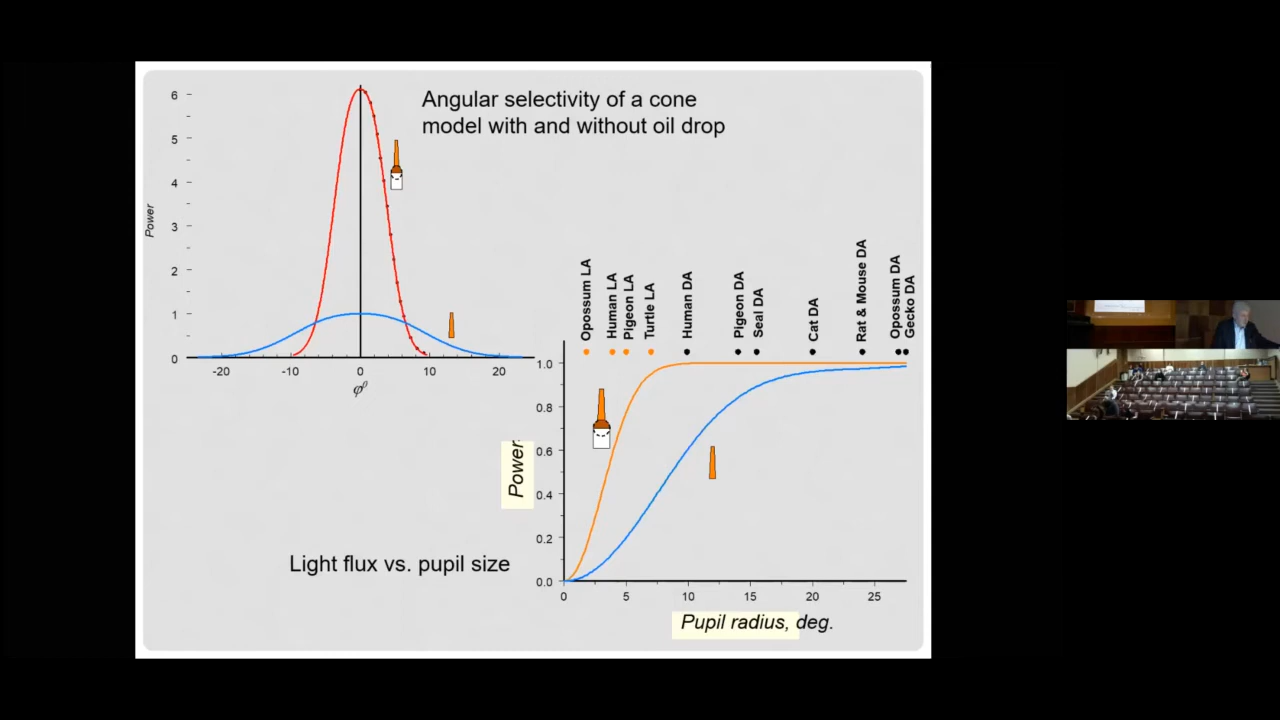 Angular selectivity of a cone
model with and without oil drop
Power
6
5
4
3
2
1
0
-20
-10
0
10
20
φ⁰
Opossum LA
Human LA
Pigeon LA
Turtle LA
Human DA
Pigeon DA
Seal DA
Cat DA
Rat & Mouse DA
Opossum DA
Gecko DA
Power
1.0
0.8
0.6
0.4
0.2
0.0
0
5
10
15
20
25
Light flux vs. pupil size
Pupil radius, deg.